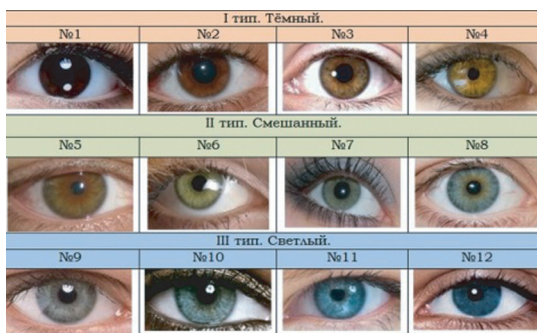 I тип. Тёмный.
№1 №2 №3 №4
II тип. Смешанный.
№5 №6 №7 №8
III тип. Светлый.
№9 №10 №11 №12